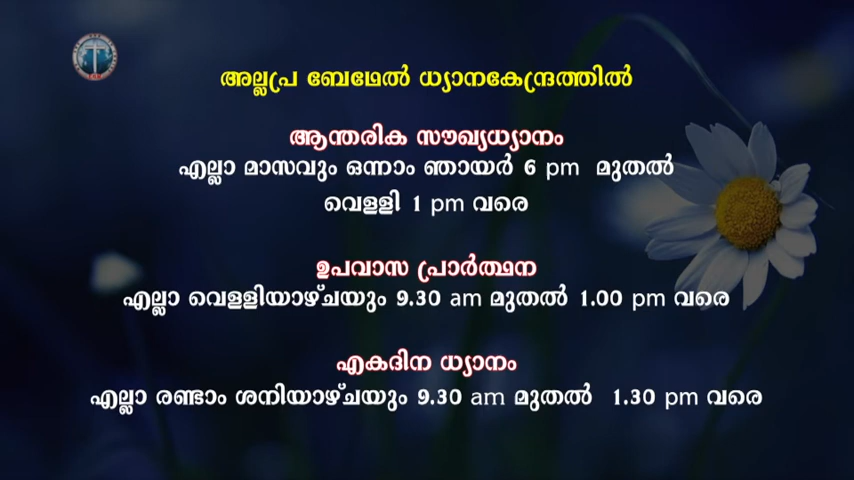 അല്ലപ്ര ബേഥേൽ ധ്യാനകേന്ദ്രത്തിൽ
ആന്തരിക സൗഖ്യധ്യാനം
എല്ലാ മാസവും ഒന്നാം ഞായർ 6 pm മുതൽ
വെള്ളി 1 pm വരെ
ഉപവാസ പ്രാർത്ഥന
എല്ലാ വെള്ളിയാഴ്ചയും 9.30 am മുതൽ 1.00 pm വരെ
എകദിന ധ്യാനം
എല്ലാ രണ്ടാം ശനിയാഴ്ചയും 9.30 am മുതൽ 1.30 pm വരെ